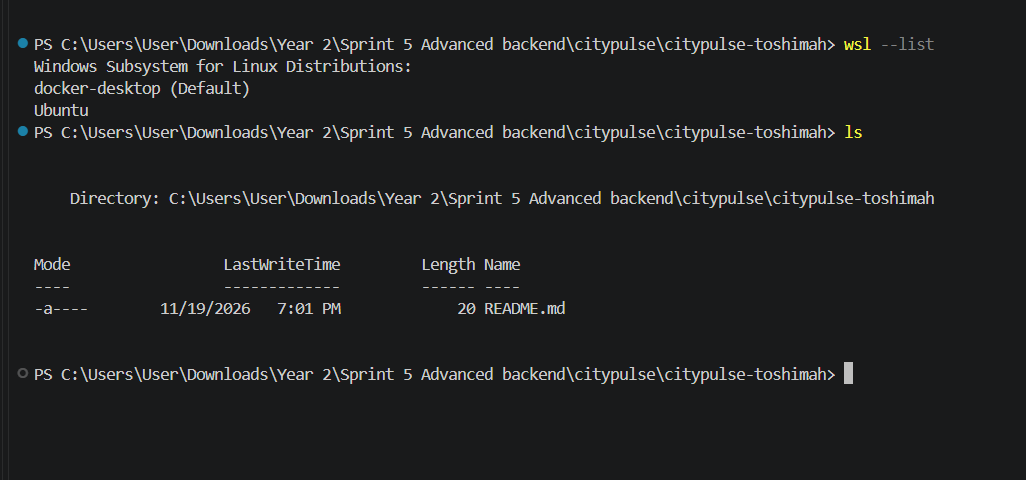 PS C:\Users\User\Downloads\Year 2\Sprint 5 Advanced backend\citypulse\citypulse-toshimah> wsl --list
Windows Subsystem for Linux Distributions:
docker-desktop (Default)
Ubuntu
PS C:\Users\User\Downloads\Year 2\Sprint 5 Advanced backend\citypulse\citypulse-toshimah> ls
Directory: C:\Users\User\Downloads\Year 2\Sprint 5 Advanced backend\citypulse\citypulse-toshimah
Mode LastWriteTime Length Name
---- ------------- ------ ----
-a---- 11/19/2026 7:01 PM 20 README.md
PS C:\Users\User\Downloads\Year 2\Sprint 5 Advanced backend\citypulse\citypulse-toshimah>